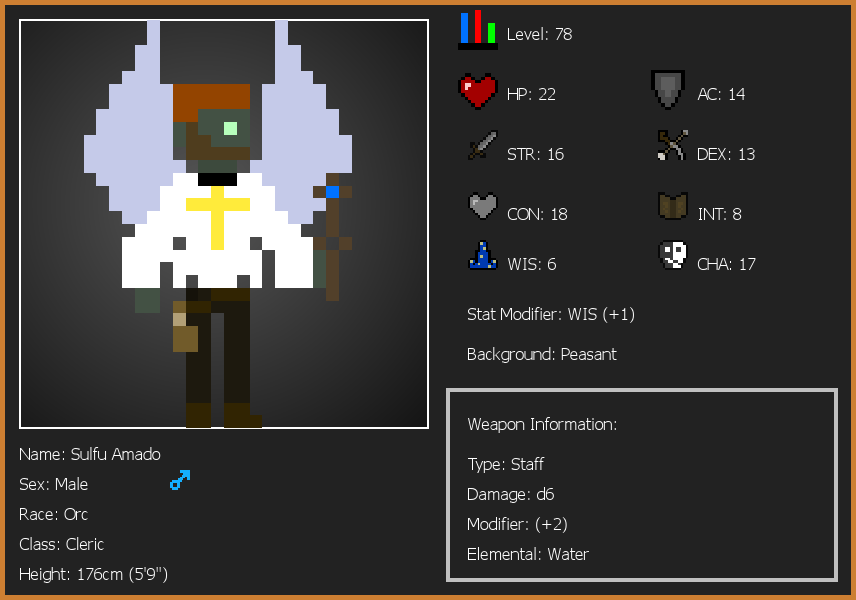 Level: 78
HP: 22
AC: 14
STR: 16
DEX: 13
CON: 18
INT: 8
WIS: 6
CHA: 17
Stat Modifier: WIS (+1)
Background: Peasant
Weapon Information:
Type: Staff
Damage: d6
Modifier: (+2)
Elemental: Water
Name: Sulfu Amado
Sex: Male
Race: Orc
Class: Cleric
Height: 176cm (5'9")